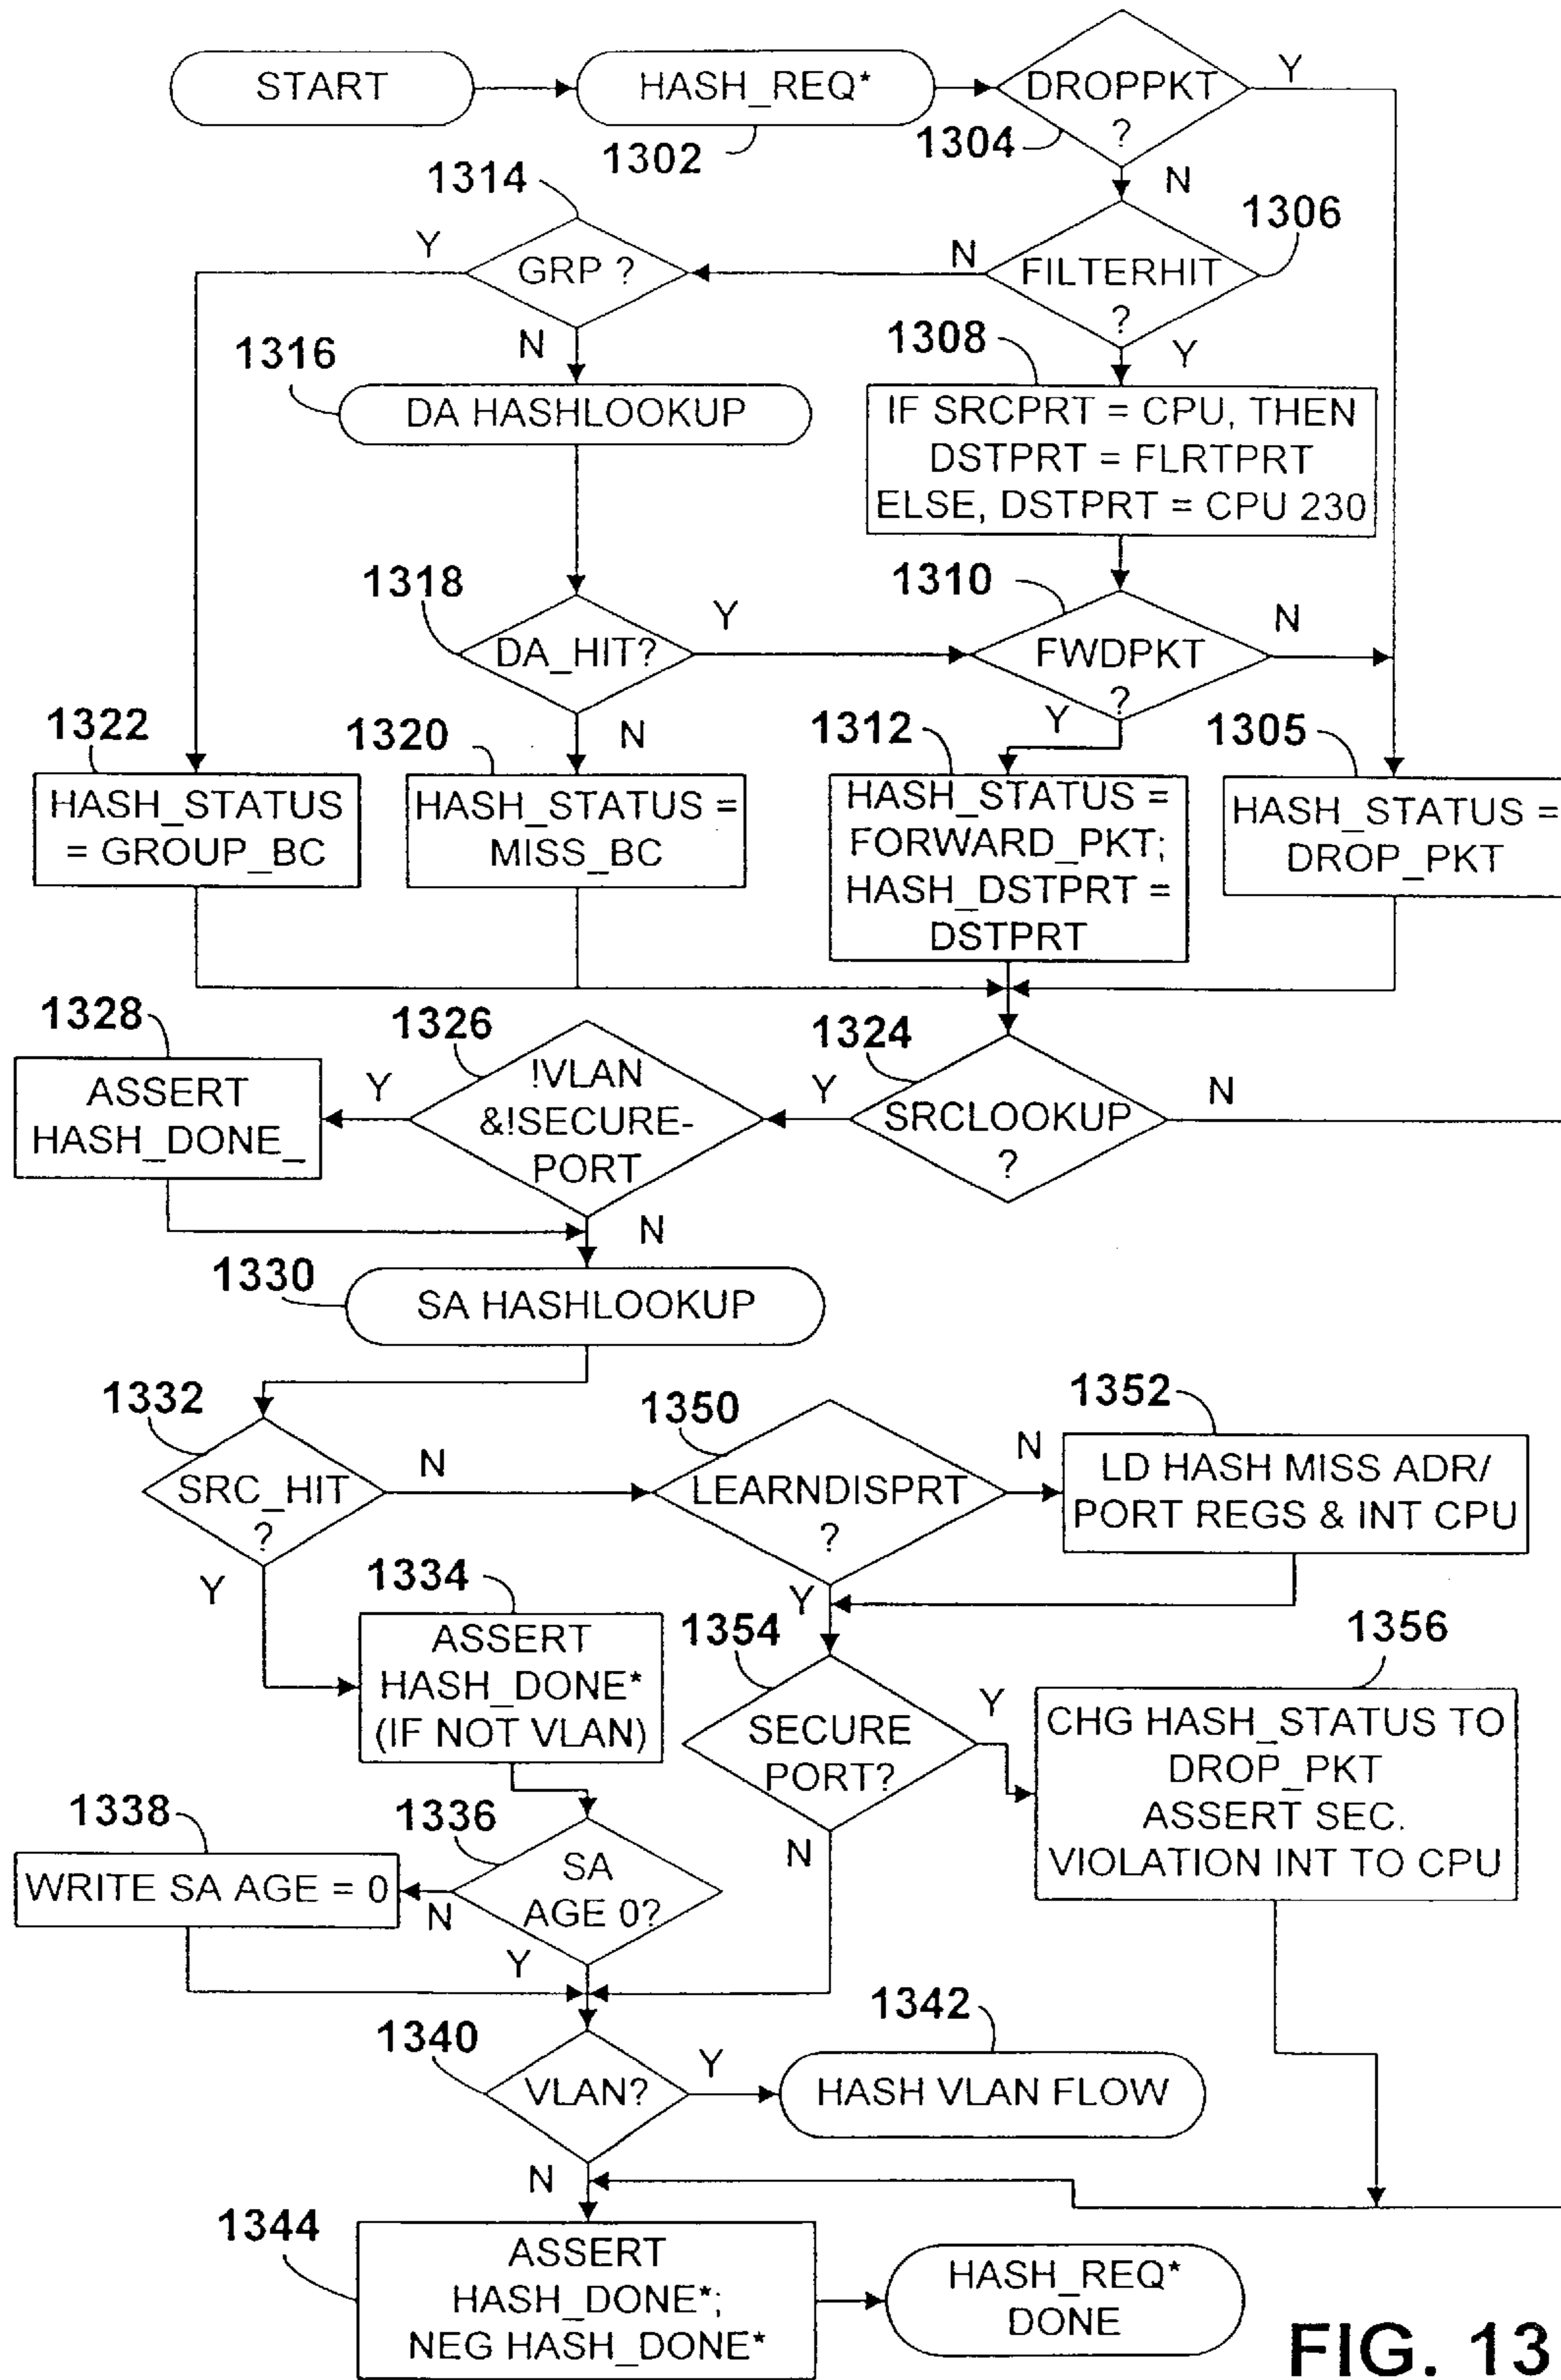 START
HASH_REQ*
DROPPKT
?
Y
1302
1304
N
1314
1306
Y
GRP ?
N
FILTERHIT
?
N
1308
Y
1316
DA HASHLOOKUP
IF SRCPRT = CPU, THEN
DSTPRT = FLRTPRT
ELSE, DSTPRT = CPU 230
1318
1310
DA_HIT?
Y
FWDPKT
?
N
N
Y
1322
1320
1312
1305
HASH_STATUS
= GROUP_BC
HASH_STATUS =
MISS_BC
HASH_STATUS =
FORWARD_PKT;
HASH_DSTPRT =
DSTPRT
HASH_STATUS =
DROP_PKT
1328
1326
1324
ASSERT
HASH_DONE_
Y
!VLAN
&!SECURE-
PORT
Y
SRCLOOKUP
?
N
N
1330
SA HASHLOOKUP
1332
1350
1352
SRC_HIT
?
N
LEARNDISPRT
?
N
LD HASH MISS ADR/
PORT REGS & INT CPU
Y
1334
Y
1354
1356
ASSERT
HASH_DONE*
(IF NOT VLAN)
SECURE
PORT?
Y
CHG HASH_STATUS TO
DROP_PKT
ASSERT SEC.
VIOLATION INT TO CPU
1338
1336
N
WRITE SA AGE = 0
N
SA
AGE 0?
Y
1342
1340
VLAN?
Y
HASH VLAN FLOW
N
1344
ASSERT
HASH_DONE*;
NEG HASH_DONE*
HASH_REQ*
DONE
FIG. 13